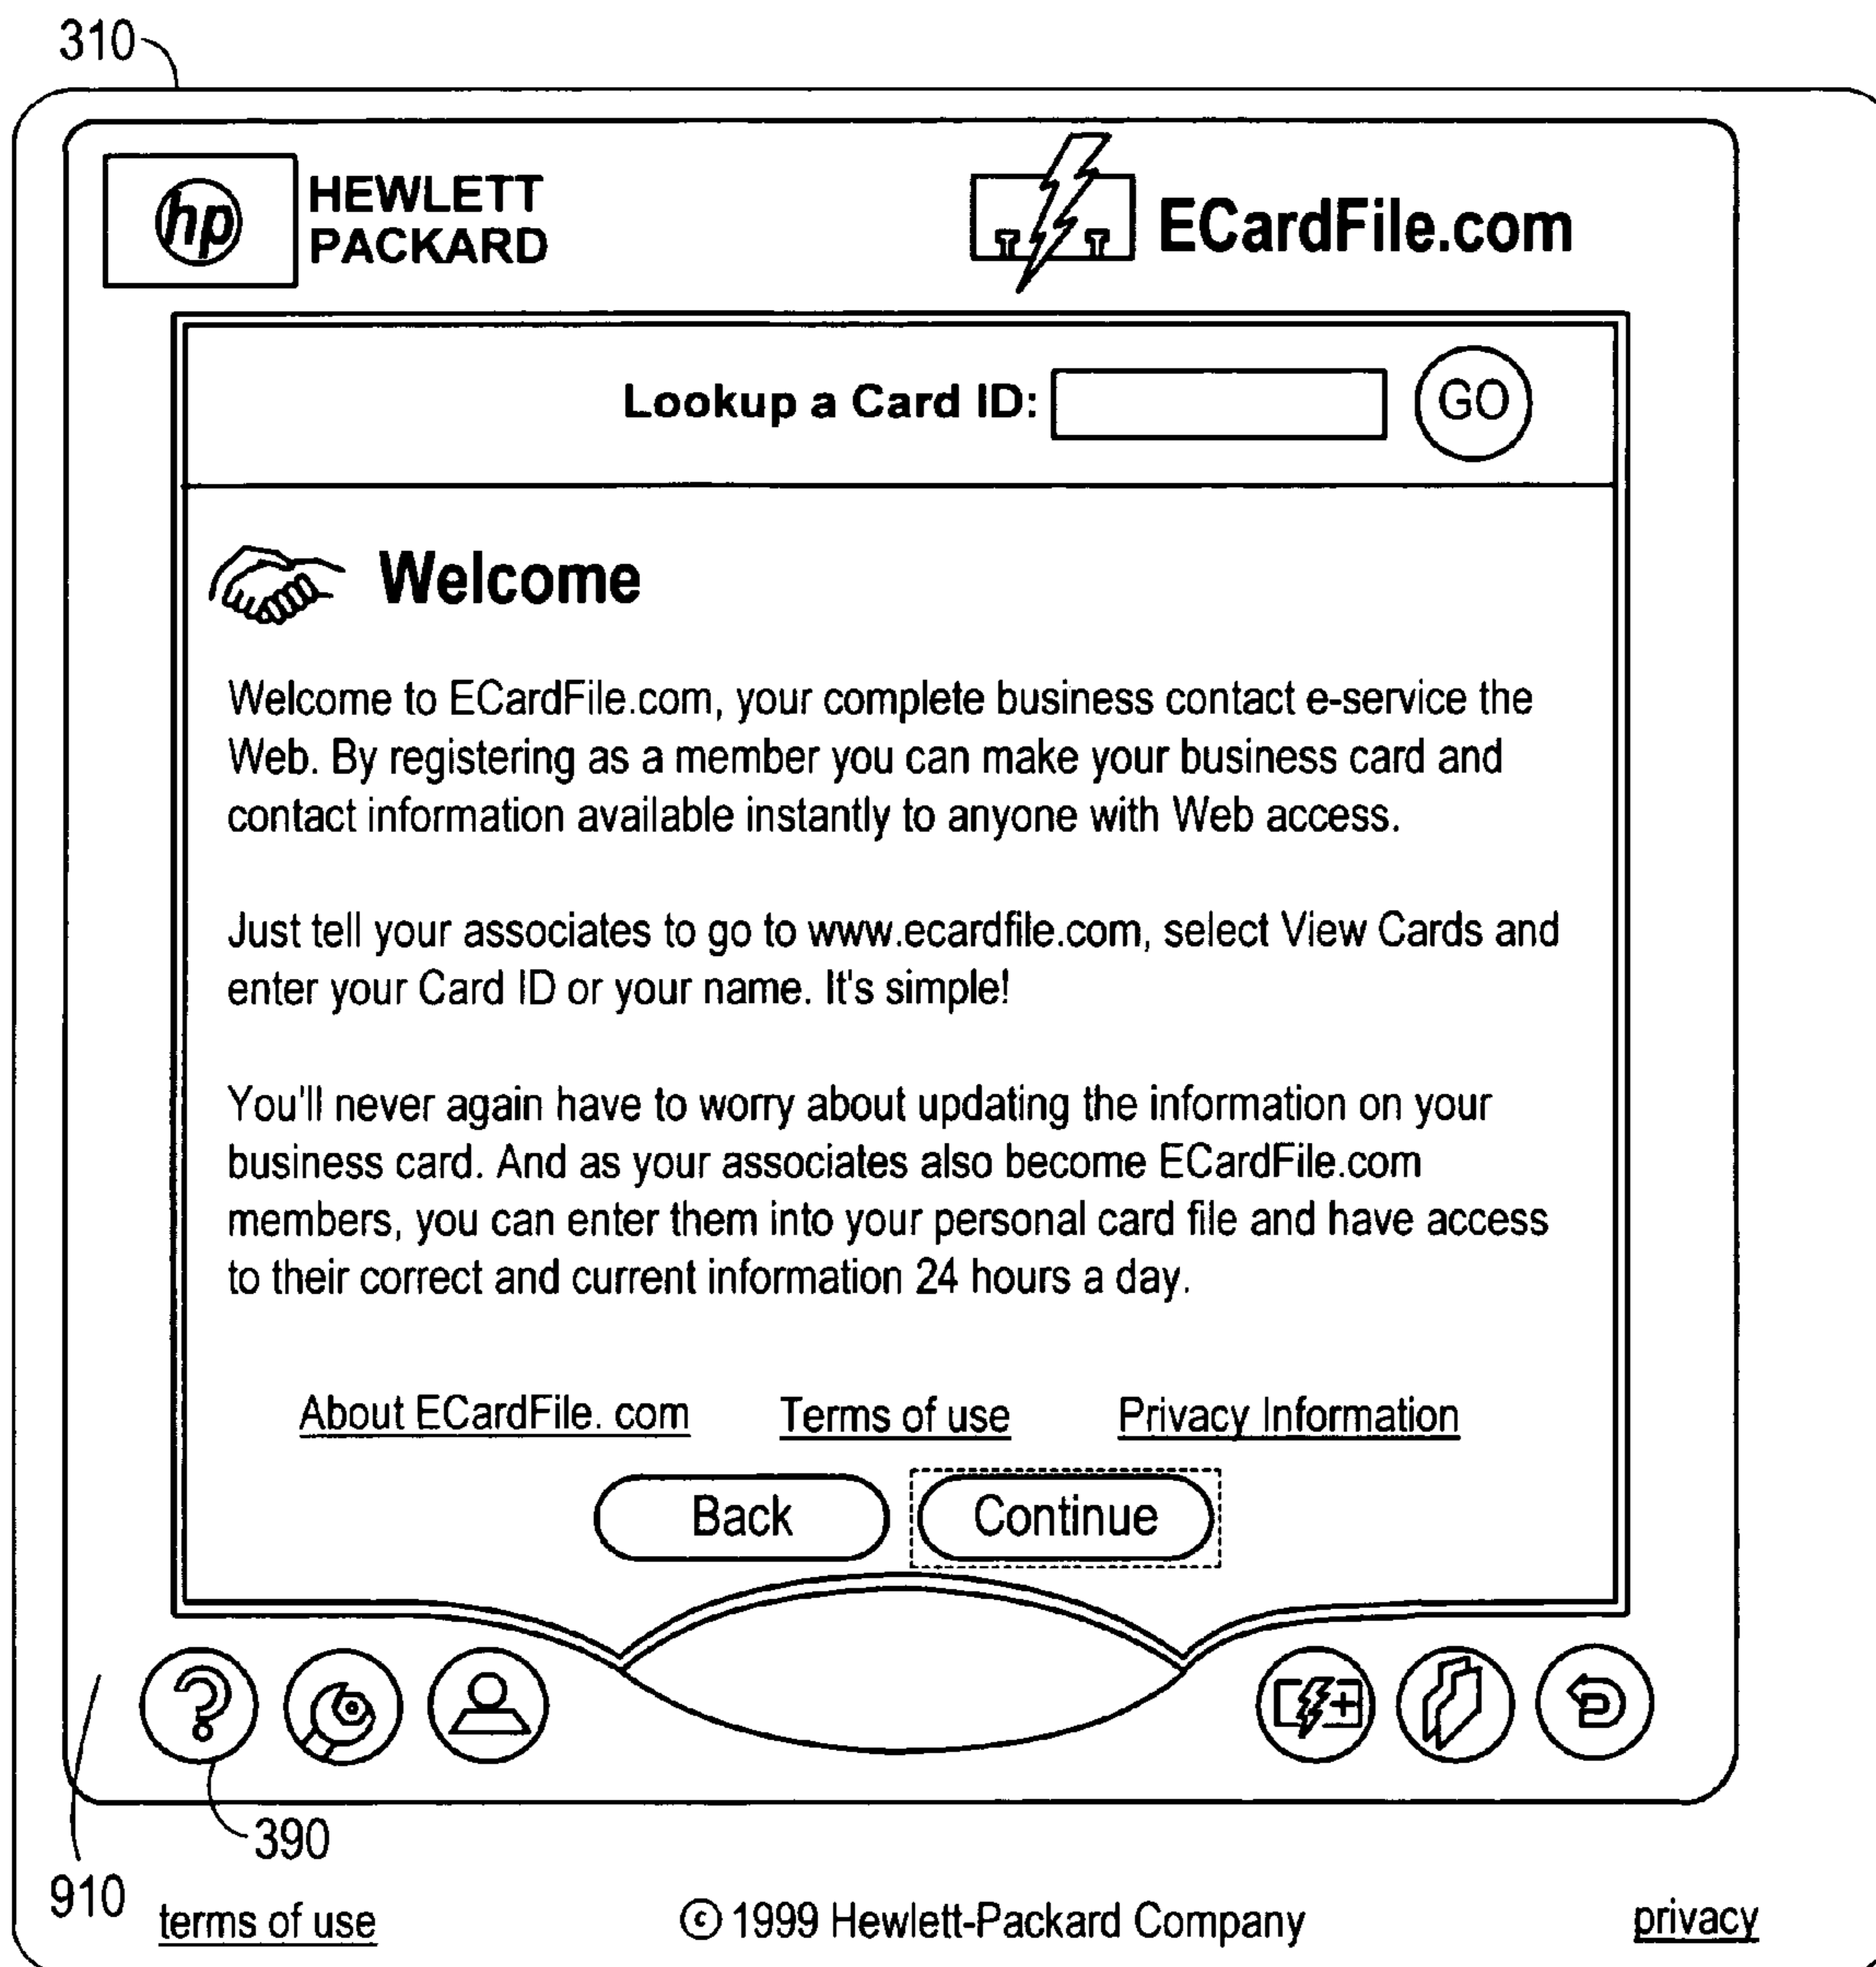 310
hp HEWLETT
PACKARD
ECardFile.com
Lookup a Card ID: GO
Welcome
Welcome to ECardFile.com, your complete business contact e-service the
Web. By registering as a member you can make your business card and
contact information available instantly to anyone with Web access.
Just tell your associates to go to www.ecardfile.com, select View Cards and
enter your Card ID or your name. It's simple!
You'll never again have to worry about updating the information on your
business card. And as your associates also become ECardFile.com
members, you can enter them into your personal card file and have access
to their correct and current information 24 hours a day.
About ECardFile. com Terms of use Privacy Information
Back Continue
?
390
910
terms of use © 1999 Hewlett-Packard Company privacy